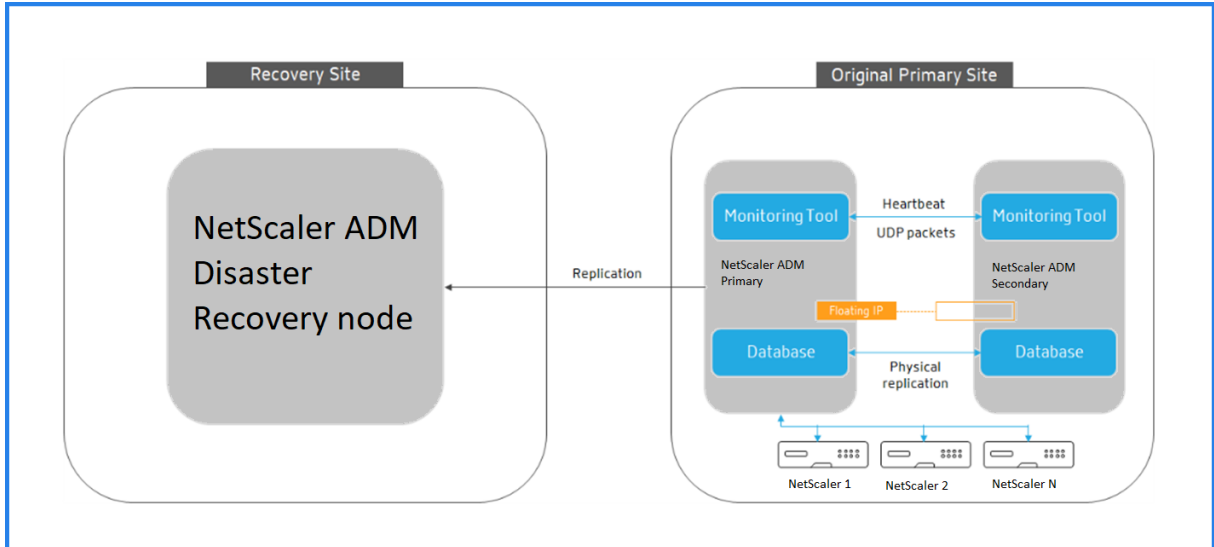 Recovery Site
NetScaler ADM
Disaster
Recovery node
Replication
Original Primary Site
Monitoring Tool
Heartbeat
UDP packets
Monitoring Tool
NetScaler ADM
Primary
NetScaler ADM
Secondary
Floating IP
Database
Physical
replication
Database
NetScaler 1
NetScaler 2
NetScaler N